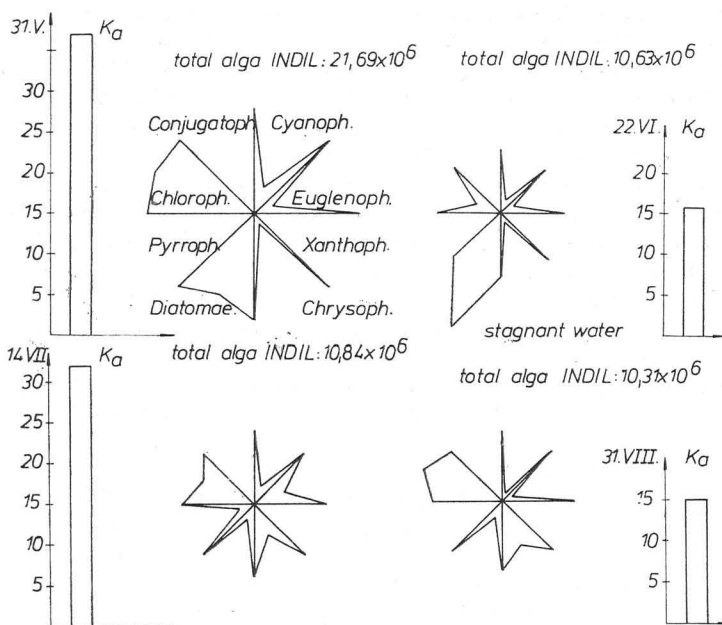 31.V. Ka
total alga INDIL: 21,69x10⁶
total alga INDIL: 10,63x10⁶
35
30
25
20
15
10
5
Conjugatoph. Cyanoph.
Chloroph. Euglenoph.
Pyrroph. Xanthoph.
Diatomae. Chrysoph.
22.VI. Ka
20
15
10
5
stagnant water
14.VII Ka
total alga INDIL: 10,84x10⁶
total alga INDIL: 10,31x10⁶
30
25
20
15
10
5
31.VIII. Ka
15
10
5